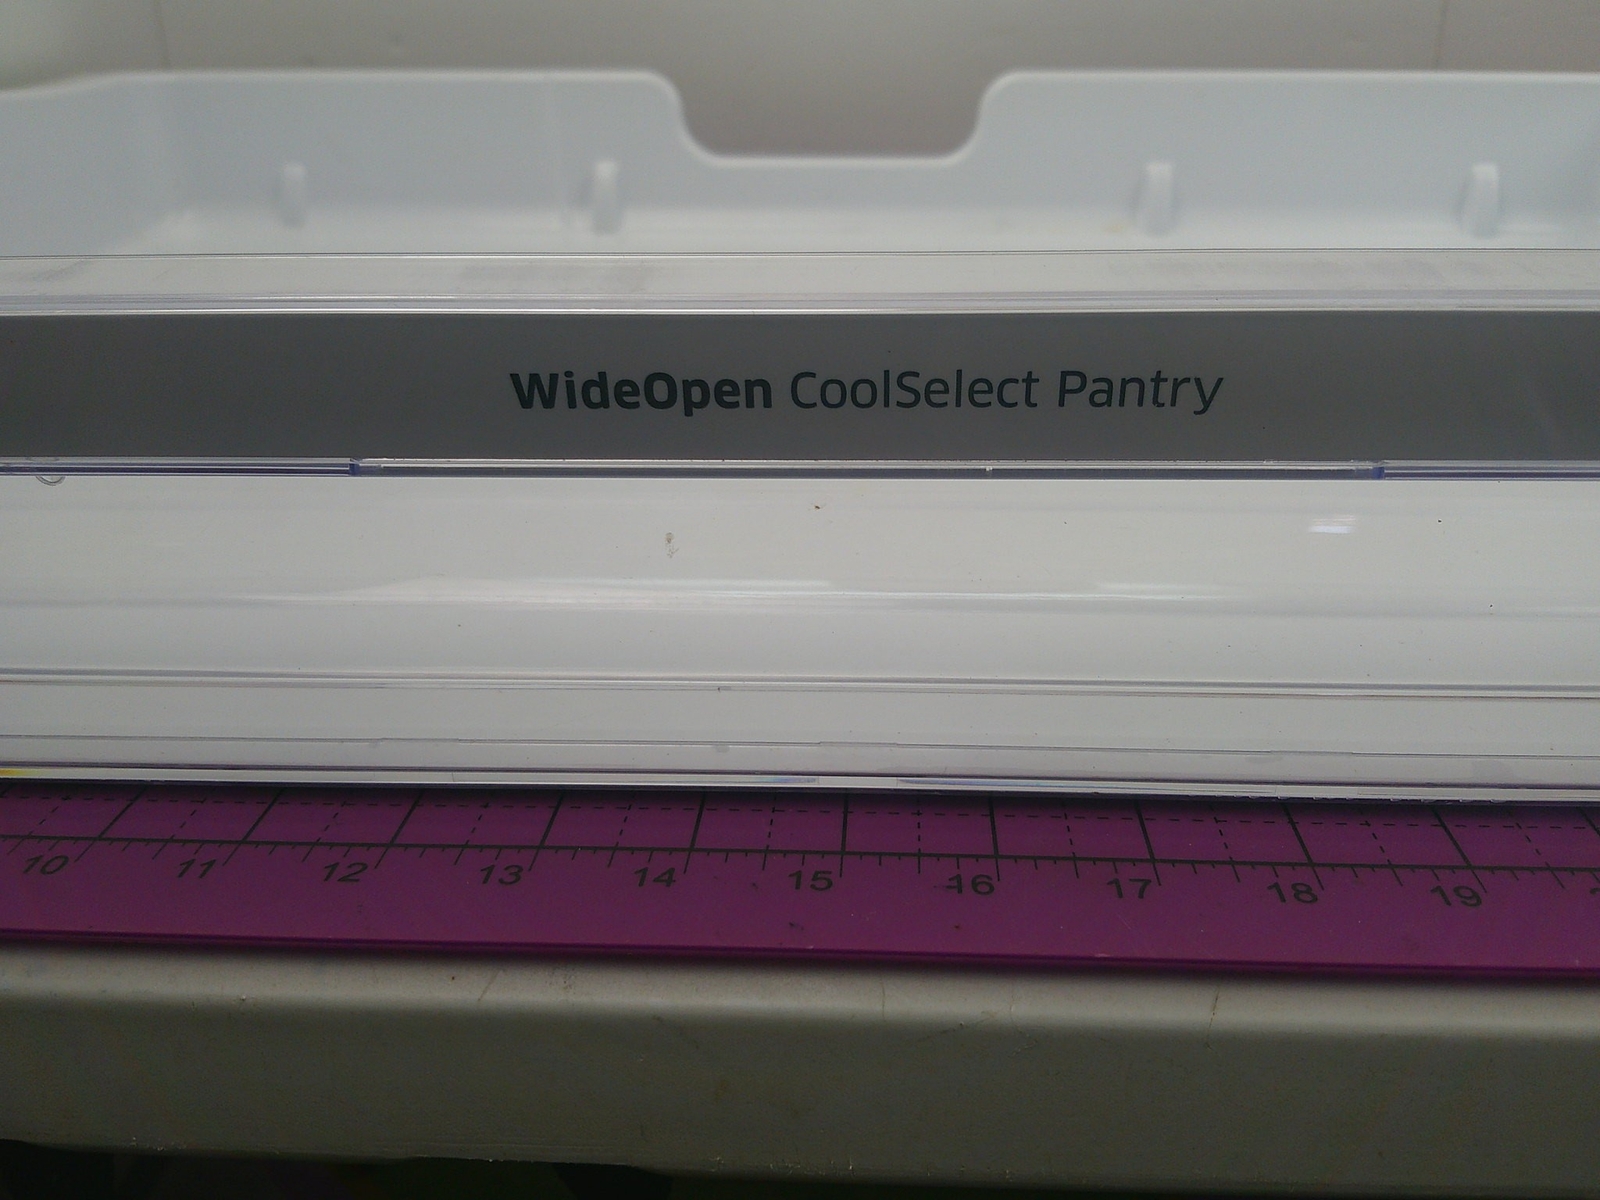 WideOpen CoolSelect Pantry
10 11 12 13 14 15 16 17 18 19